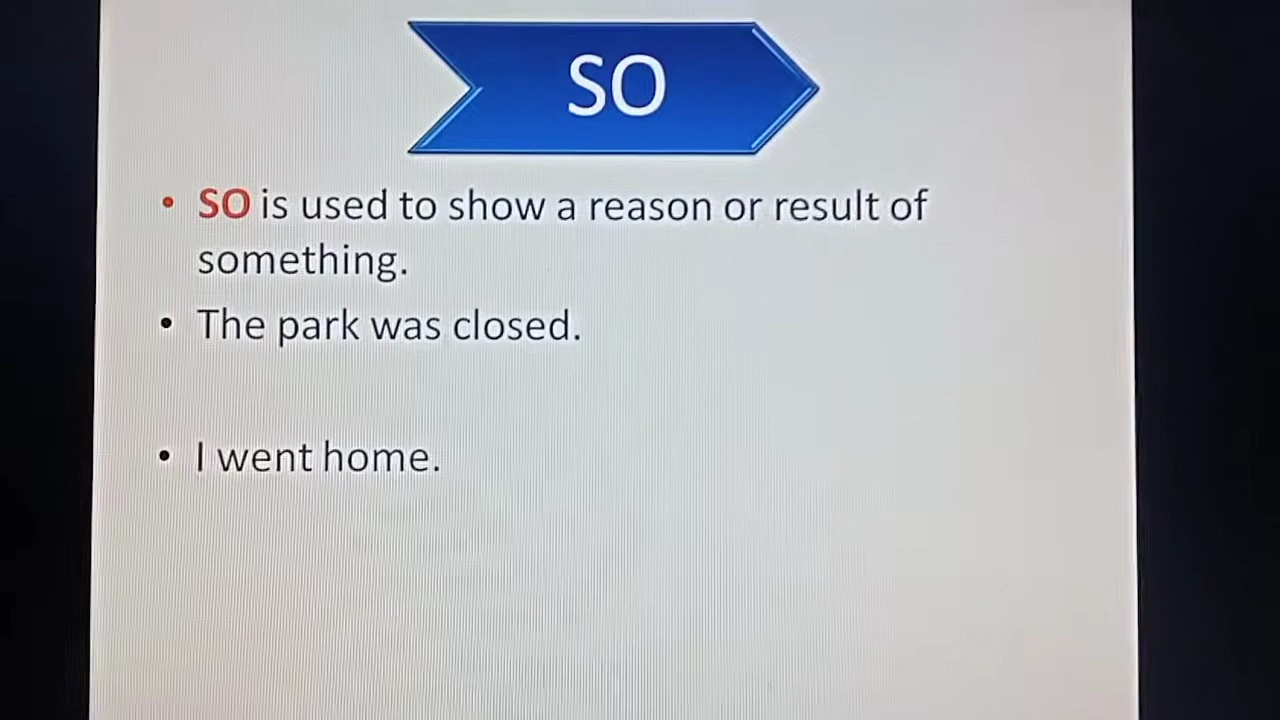 SO
• SO is used to show a reason or result of
something.
• The park was closed.
• I went home.